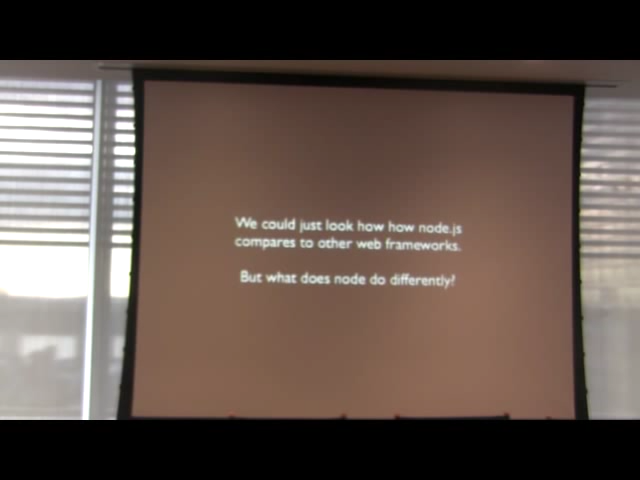 We could just look how how node.js
compares to other web frameworks.
But what does node do differently?